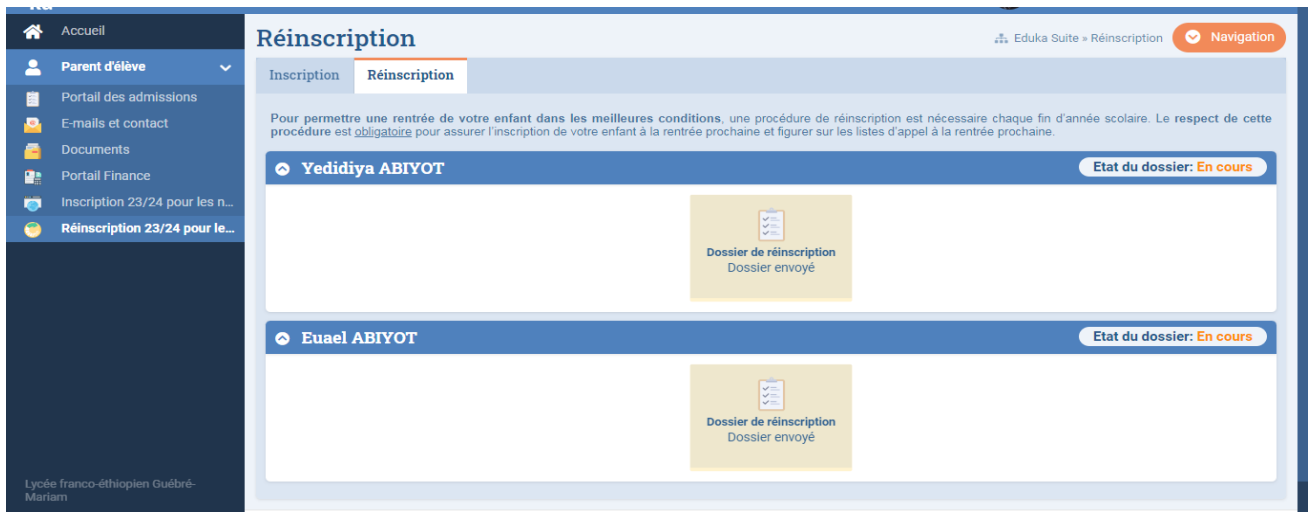 Accueil
Parent d'élève
Portail des admissions
E-mails et contact
Documents
Portail Finance
Inscription 23/24 pour les n...
Réinscription 23/24 pour le...
Lycée franco-éthiopien Guébré-
Mariam
Réinscription
Eduka Suite » Réinscription
Navigation
Inscription
Réinscription
Pour permettre une rentrée de votre enfant dans les meilleures conditions, une procédure de réinscription est nécessaire chaque fin d'année scolaire. Le respect de cette
procédure est obligatoire pour assurer l'inscription de votre enfant à la rentrée prochaine et figurer sur les listes d'appel à la rentrée prochaine.
Yedidiya ABIYOT
Etat du dossier: En cours
Dossier de réinscription
Dossier envoyé
Euael ABIYOT
Etat du dossier: En cours
Dossier de réinscription
Dossier envoyé